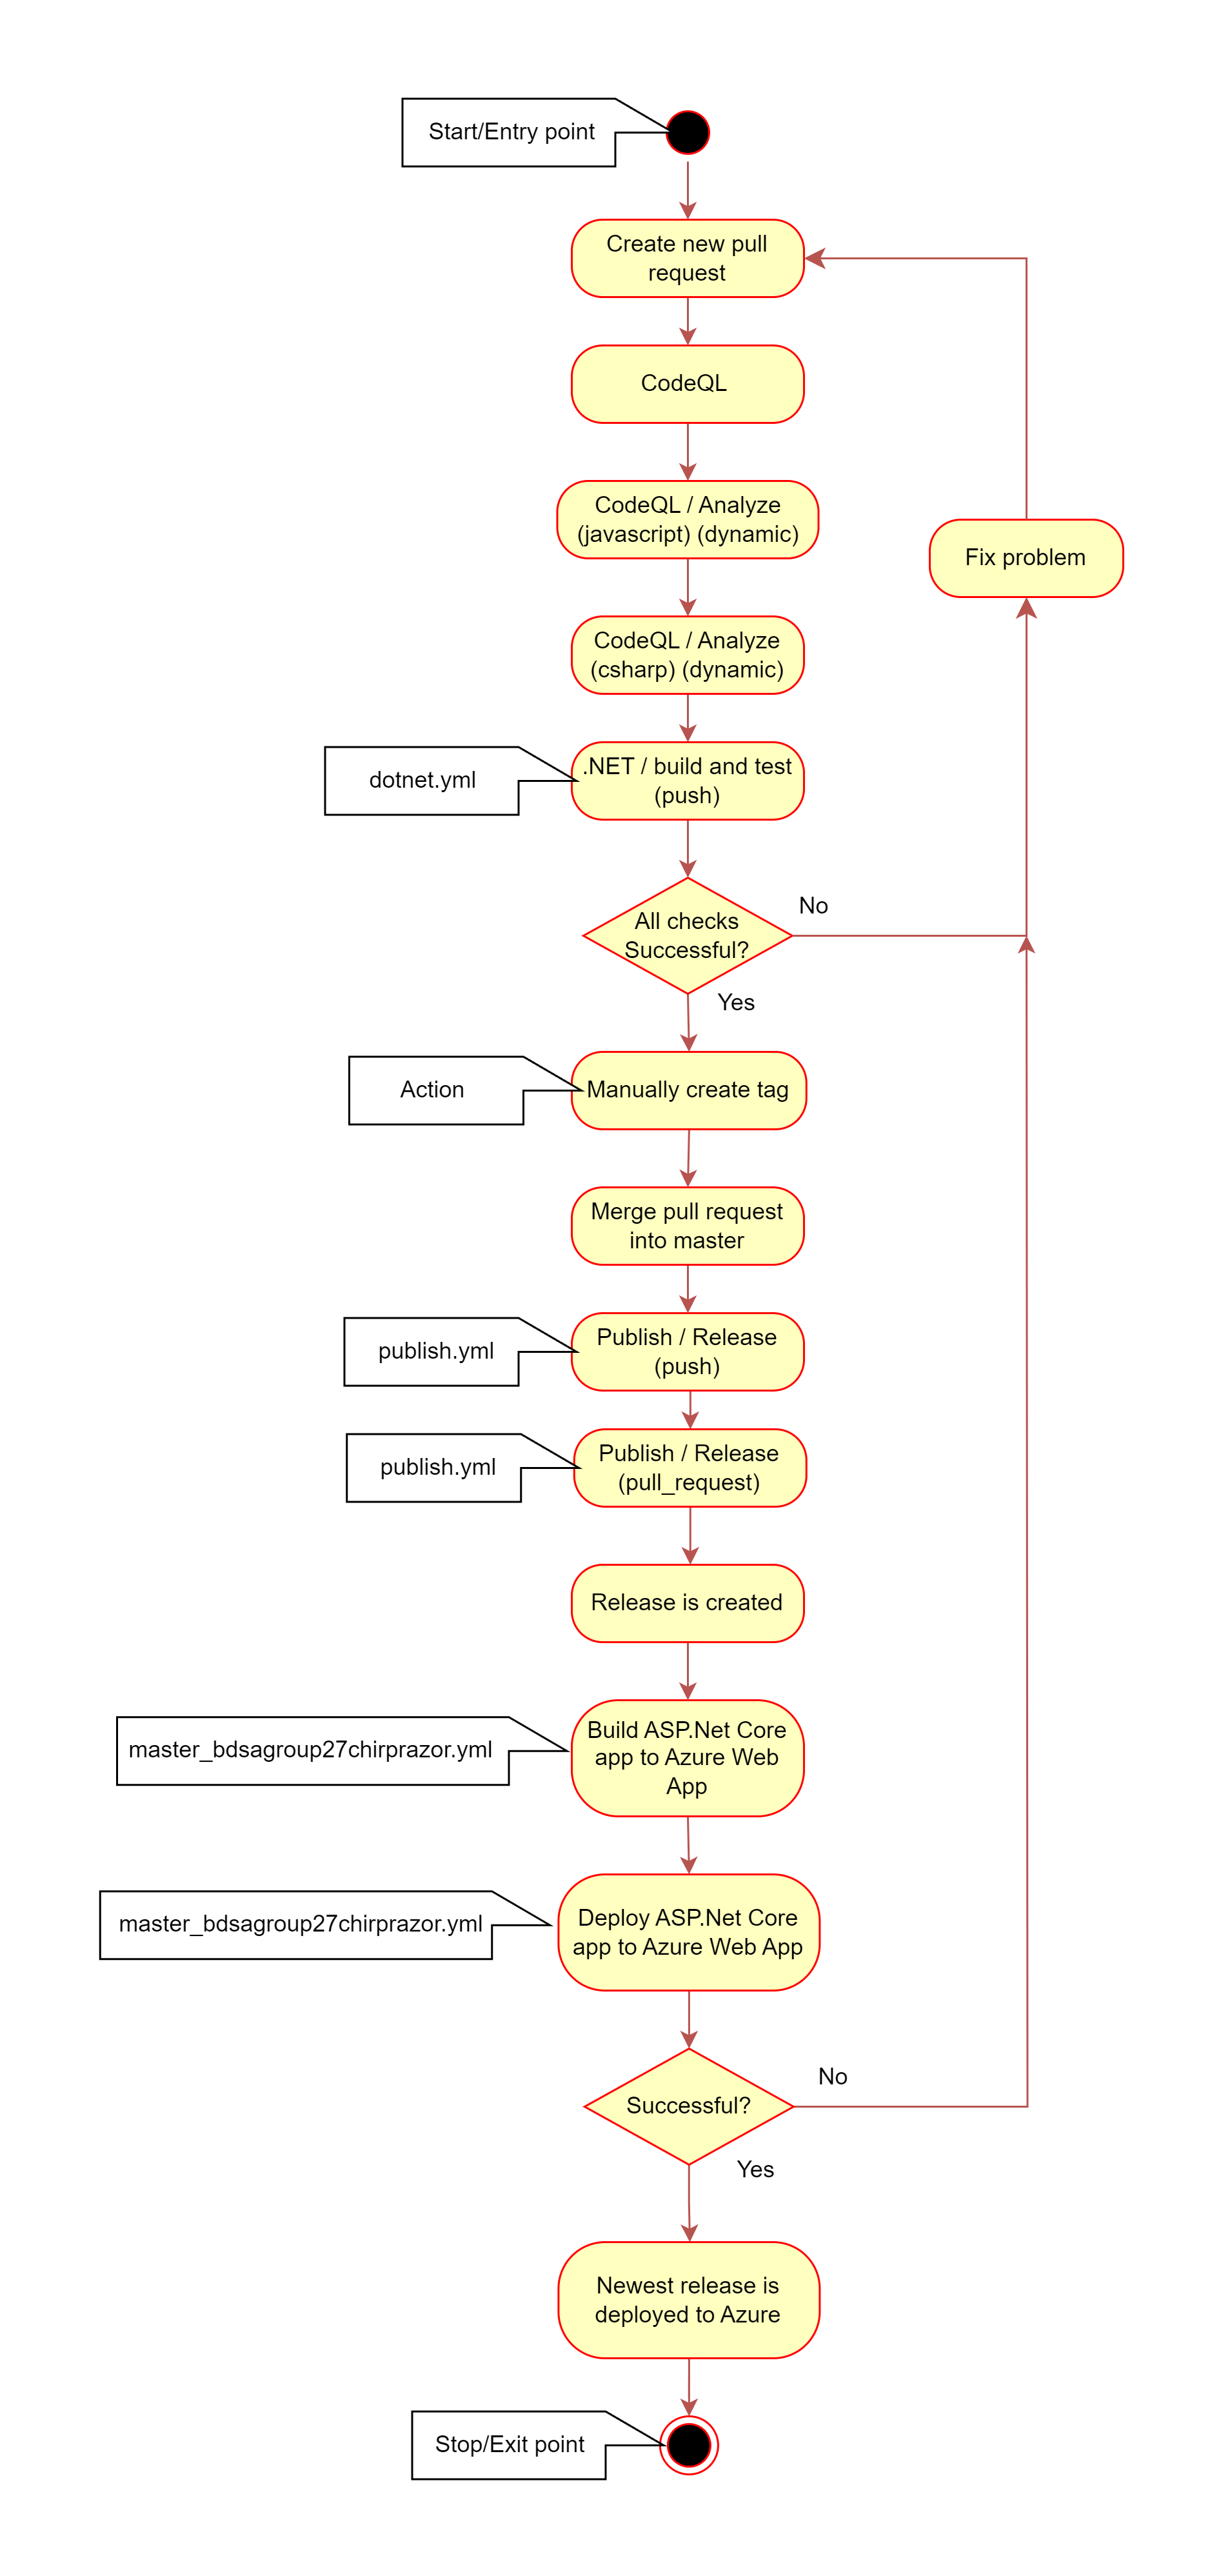 Start/Entry point
Create new pull
request
CodeQL
CodeQL / Analyze
(javascript) (dynamic)
Fix problem
CodeQL / Analyze
(csharp) (dynamic)
dotnet.yml
.NET / build and test
(push)
All checks
Successful?
No
Yes
Action
Manually create tag
Merge pull request
into master
publish.yml
Publish / Release
(push)
publish.yml
Publish / Release
(pull_request)
Release is created
master_bdsagroup27chirprazor.yml
Build ASP.Net Core
app to Azure Web
App
master_bdsagroup27chirprazor.yml
Deploy ASP.Net Core
app to Azure Web App
Successful?
No
Yes
Newest release is
deployed to Azure
Stop/Exit point